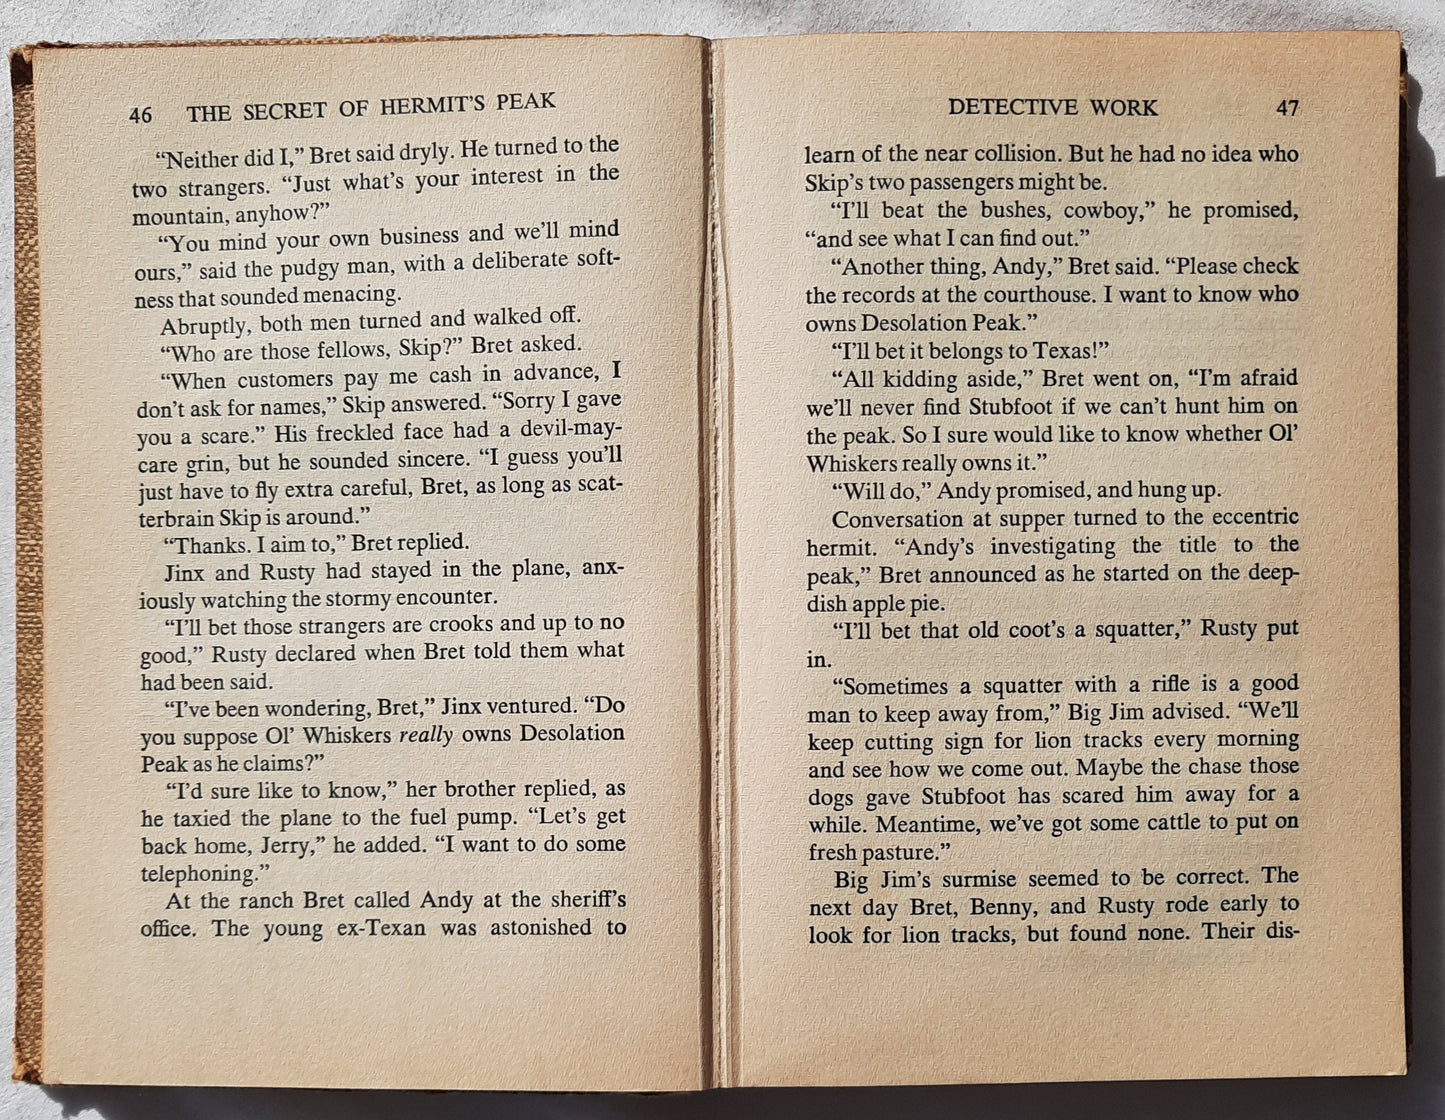 46 THE SECRET OF HERMIT'S PEAK
“Neither did I,” Bret said dryly. He turned to the
two strangers. “Just what's your interest in the
mountain, anyhow?”
“You mind your own business and we'll mind
ours,” said the pudgy man, with a deliberate soft-
ness that sounded menacing.
Abruptly, both men turned and walked off.
“Who are those fellows, Skip?” Bret asked.
“When customers pay me cash in advance, I
don't ask for names,” Skip answered. “Sorry I gave
you a scare.” His freckled face had a devil-may-
care grin, but he sounded sincere. “I guess you'll
just have to fly extra careful, Bret, as long as scat-
terbrain Skip is around.”
“Thanks. I aim to,” Bret replied.
Jinx and Rusty had stayed in the plane, anx-
iously watching the stormy encounter.
“I'll bet those strangers are crooks and up to no
good,” Rusty declared when Bret told them what
had been said.
“I've been wondering, Bret,” Jinx ventured. “Do
you suppose Ol' Whiskers really owns Desolation
Peak as he claims?”
“I'd sure like to know,” her brother replied, as
he taxied the plane to the fuel pump. “Let's get
back home, Jerry,” he added. “I want to do some
telephoning.”
At the ranch Bret called Andy at the sheriff's
office. The young ex-Texan was astonished to
DETECTIVE WORK 47
learn of the near collision. But he had no idea who
Skip's two passengers might be.
“I'll beat the bushes, cowboy,” he promised,
“and see what I can find out.”
“Another thing, Andy,” Bret said. “Please check
the records at the courthouse. I want to know who
owns Desolation Peak.”
“I'll bet it belongs to Texas!”
“All kidding aside,” Bret went on, “I'm afraid
we'll never find Stubfoot if we can't hunt him on
the peak. So I sure would like to know whether Ol'
Whiskers really owns it.”
“Will do,” Andy promised, and hung up.
Conversation at supper turned to the eccentric
hermit. “Andy's investigating the title to the
peak,” Bret announced as he started on the deep-
dish apple pie.
“I'll bet that old coot's a squatter,” Rusty put
in.
“Sometimes a squatter with a rifle is a good
man to keep away from,” Big Jim advised. “We'll
keep cutting sign for lion tracks every morning
and see how we come out. Maybe the chase those
dogs gave Stubfoot has scared him away for a
while. Meantime, we've got some cattle to put on
fresh pasture.”
Big Jim's surmise seemed to be correct. The
next day Bret, Benny, and Rusty rode early to
look for lion tracks, but found none. Their dis-